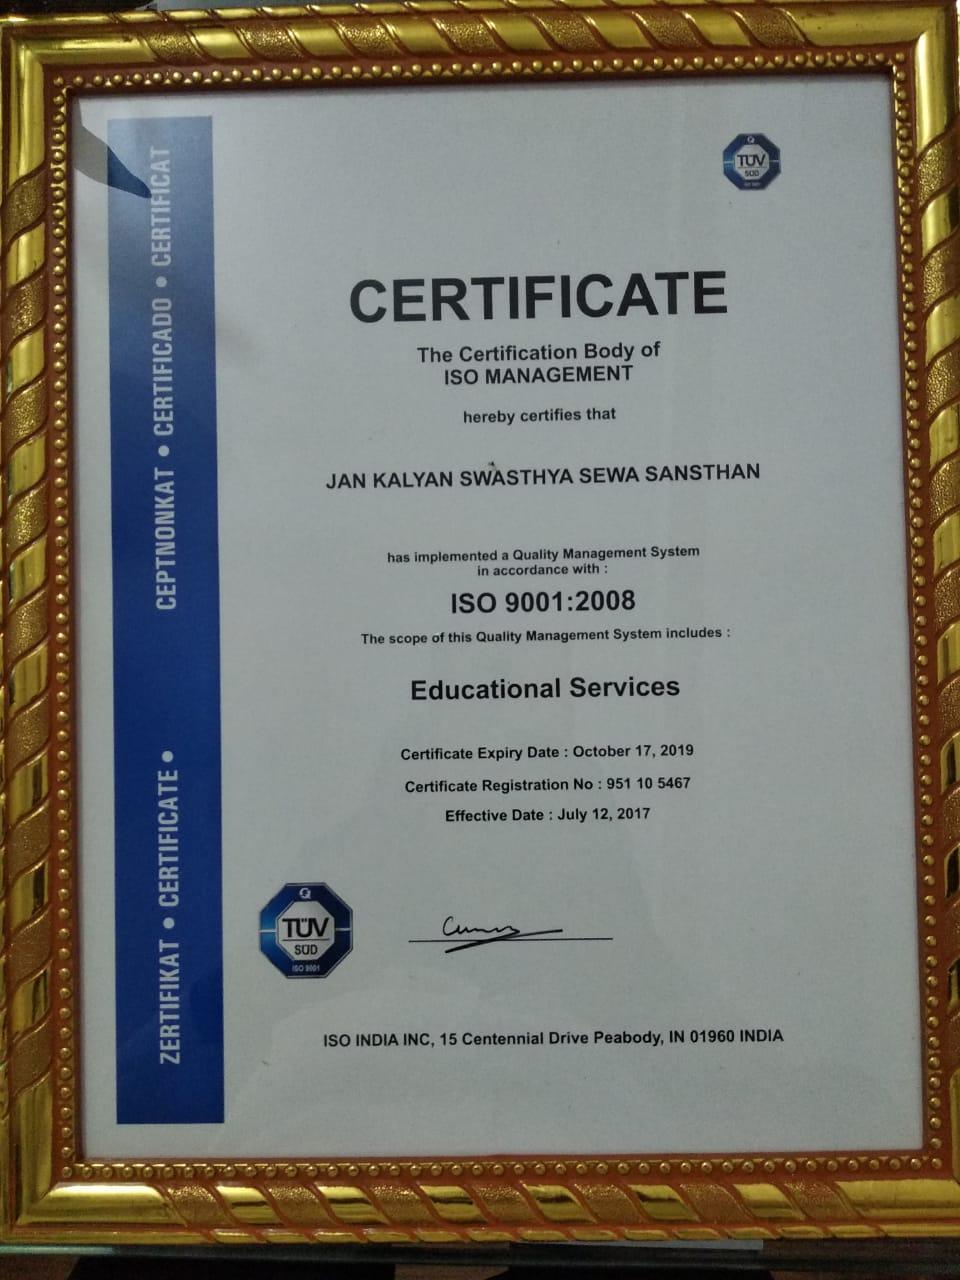 TÜV
SÜD
CERTIFICATE
The Certification Body of
ISO MANAGEMENT
hereby certifies that
JAN KALYAN SWASTHYA SEWA SANSTHAN
has implemented a Quality Management System
in accordance with :
ISO 9001:2008
The scope of this Quality Management System includes :
Educational Services
Certificate Expiry Date : October 17, 2019
Certificate Registration No : 951 10 5467
Effective Date : July 12, 2017
TÜV
SÜD
ISO 9001
ISO INDIA INC, 15 Centennial Drive Peabody, IN 01960 INDIA
ZERTIFIKAT • CERTIFICATE • CEPTNONKAT • CERTIFICADO • CERTIFICAT